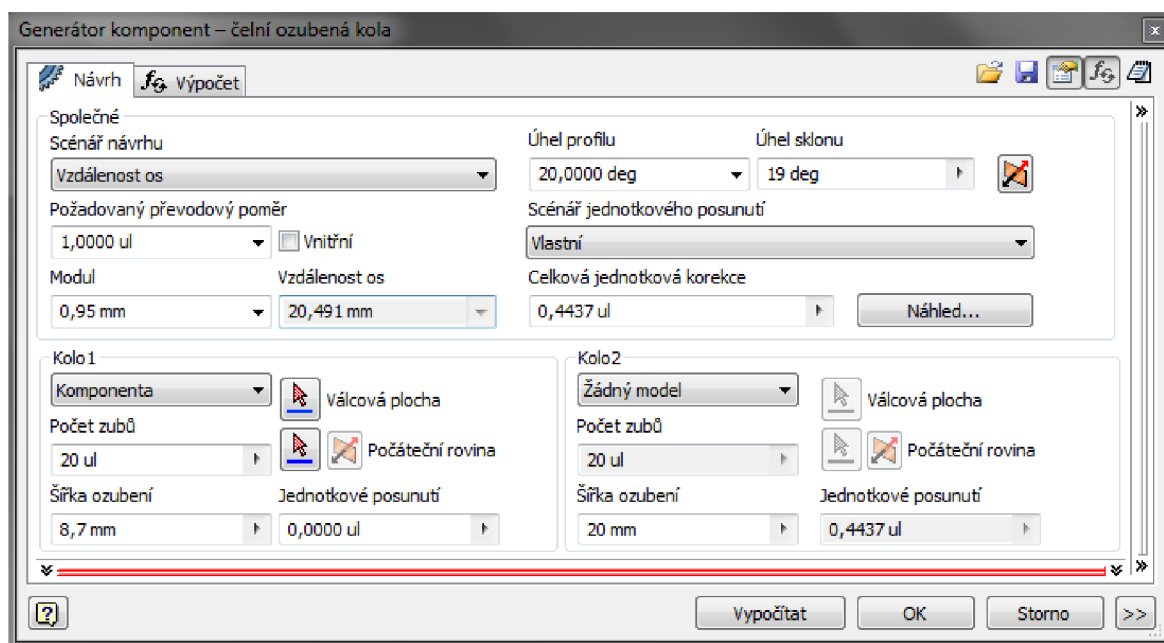 Generátor komponent – čelní ozubená kola
x
Návrh
fG Výpočet
Společné
Scénář návrhu
Úhel profilu
Úhel sklonu
Vzdálenost os
20,0000 deg
19 deg
Požadovaný převodový poměr
Scénář jednotkového posunutí
1,0000 ul
Vnitřní
Vlastní
Modul
Vzdálenost os
Celková jednotková korekce
0,95 mm
20,491 mm
0,4437 ul
Náhled...
Kolo1
Komponenta
Válcová plocha
Počet zubů
20 ul
Počáteční rovina
Šířka ozubení
Jednotkové posunutí
8,7 mm
0,0000 ul
Kolo2
Žádný model
Válcová plocha
Počet zubů
20 ul
Počáteční rovina
Šířka ozubení
Jednotkové posunutí
20 mm
0,4437 ul
?
Vypočítat
OK
Storno
>>